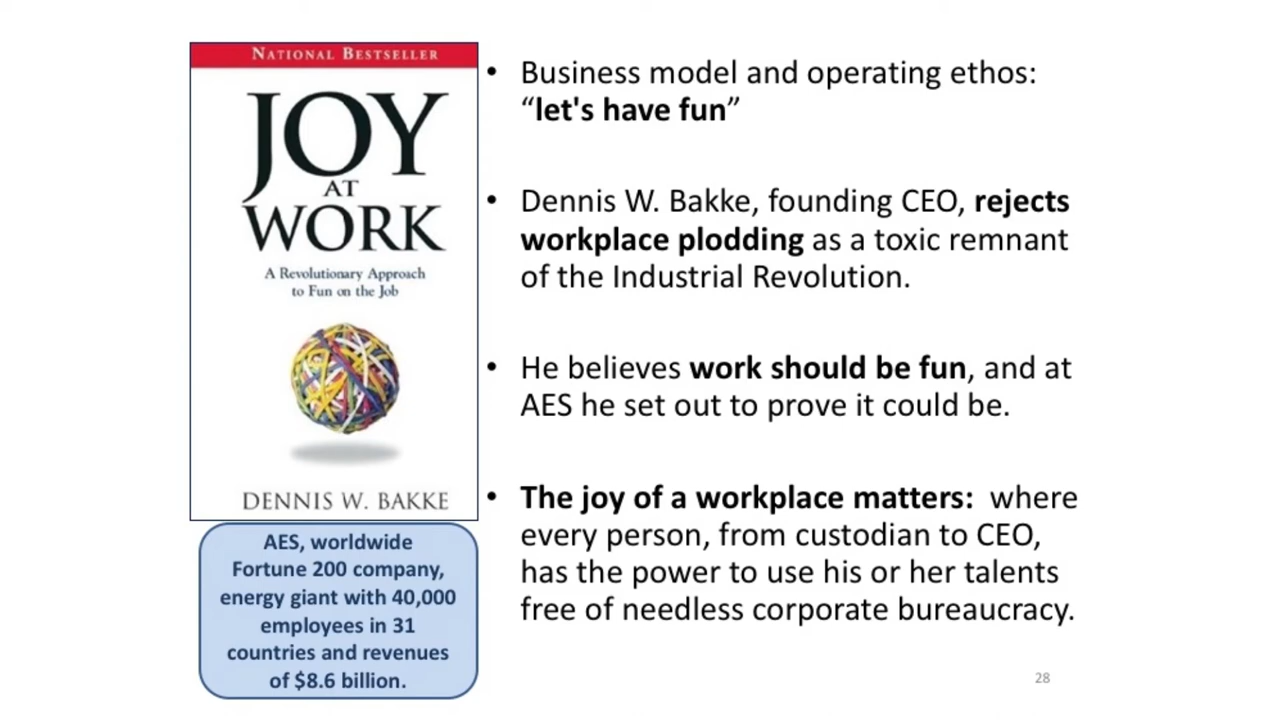 NATIONAL BESTSELLER
JOY
AT
WORK
A Revolutionary Approach
to Fun on the Job
DENNIS W. BAKKE
AES, worldwide
Fortune 200 company,
energy giant with 40,000
employees in 31
countries and revenues
of $8.6 billion.
• Business model and operating ethos:
“let's have fun”
• Dennis W. Bakke, founding CEO, rejects
workplace plodding as a toxic remnant
of the Industrial Revolution.
• He believes work should be fun, and at
AES he set out to prove it could be.
• The joy of a workplace matters:  where
every person, from custodian to CEO,
has the power to use his or her talents
free of needless corporate bureaucracy.
28